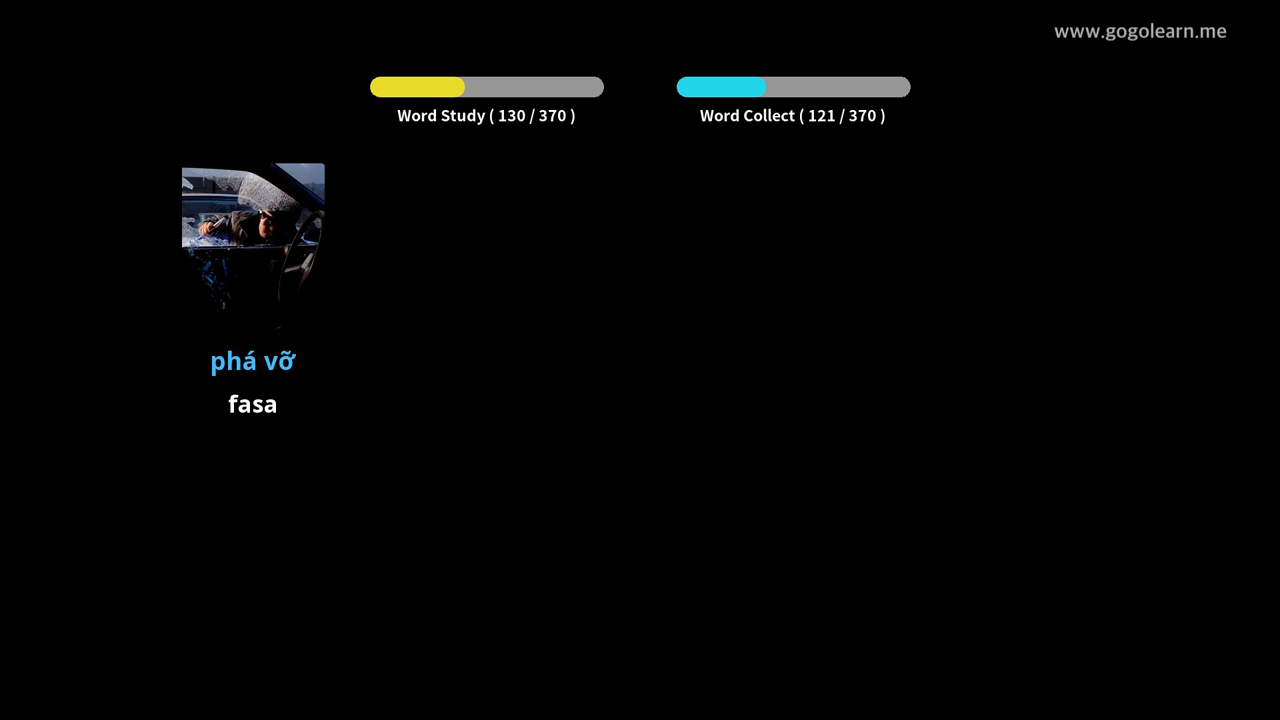 www.gogolearn.me
Word Study ( 130 / 370 )
Word Collect ( 121 / 370 )
phá vỡ
fasa